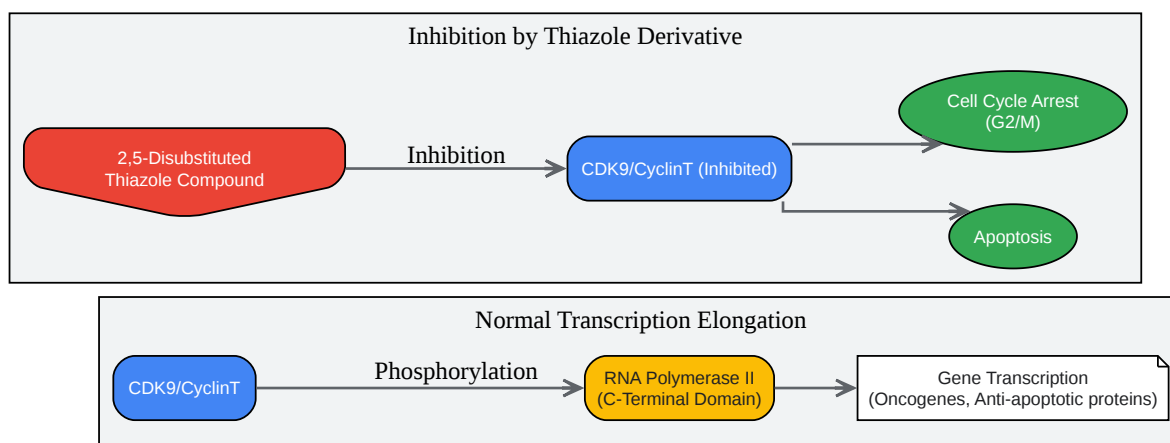 Inhibition by Thiazole Derivative
2,5-Disubstituted
Thiazole Compound
Inhibition
CDK9/CyclinT (Inhibited)
Cell Cycle Arrest
(G2/M)
Apoptosis
Normal Transcription Elongation
CDK9/CyclinT
Phosphorylation
RNA Polymerase II
(C-Terminal Domain)
Gene Transcription
(Oncogenes, Anti-apoptotic proteins)